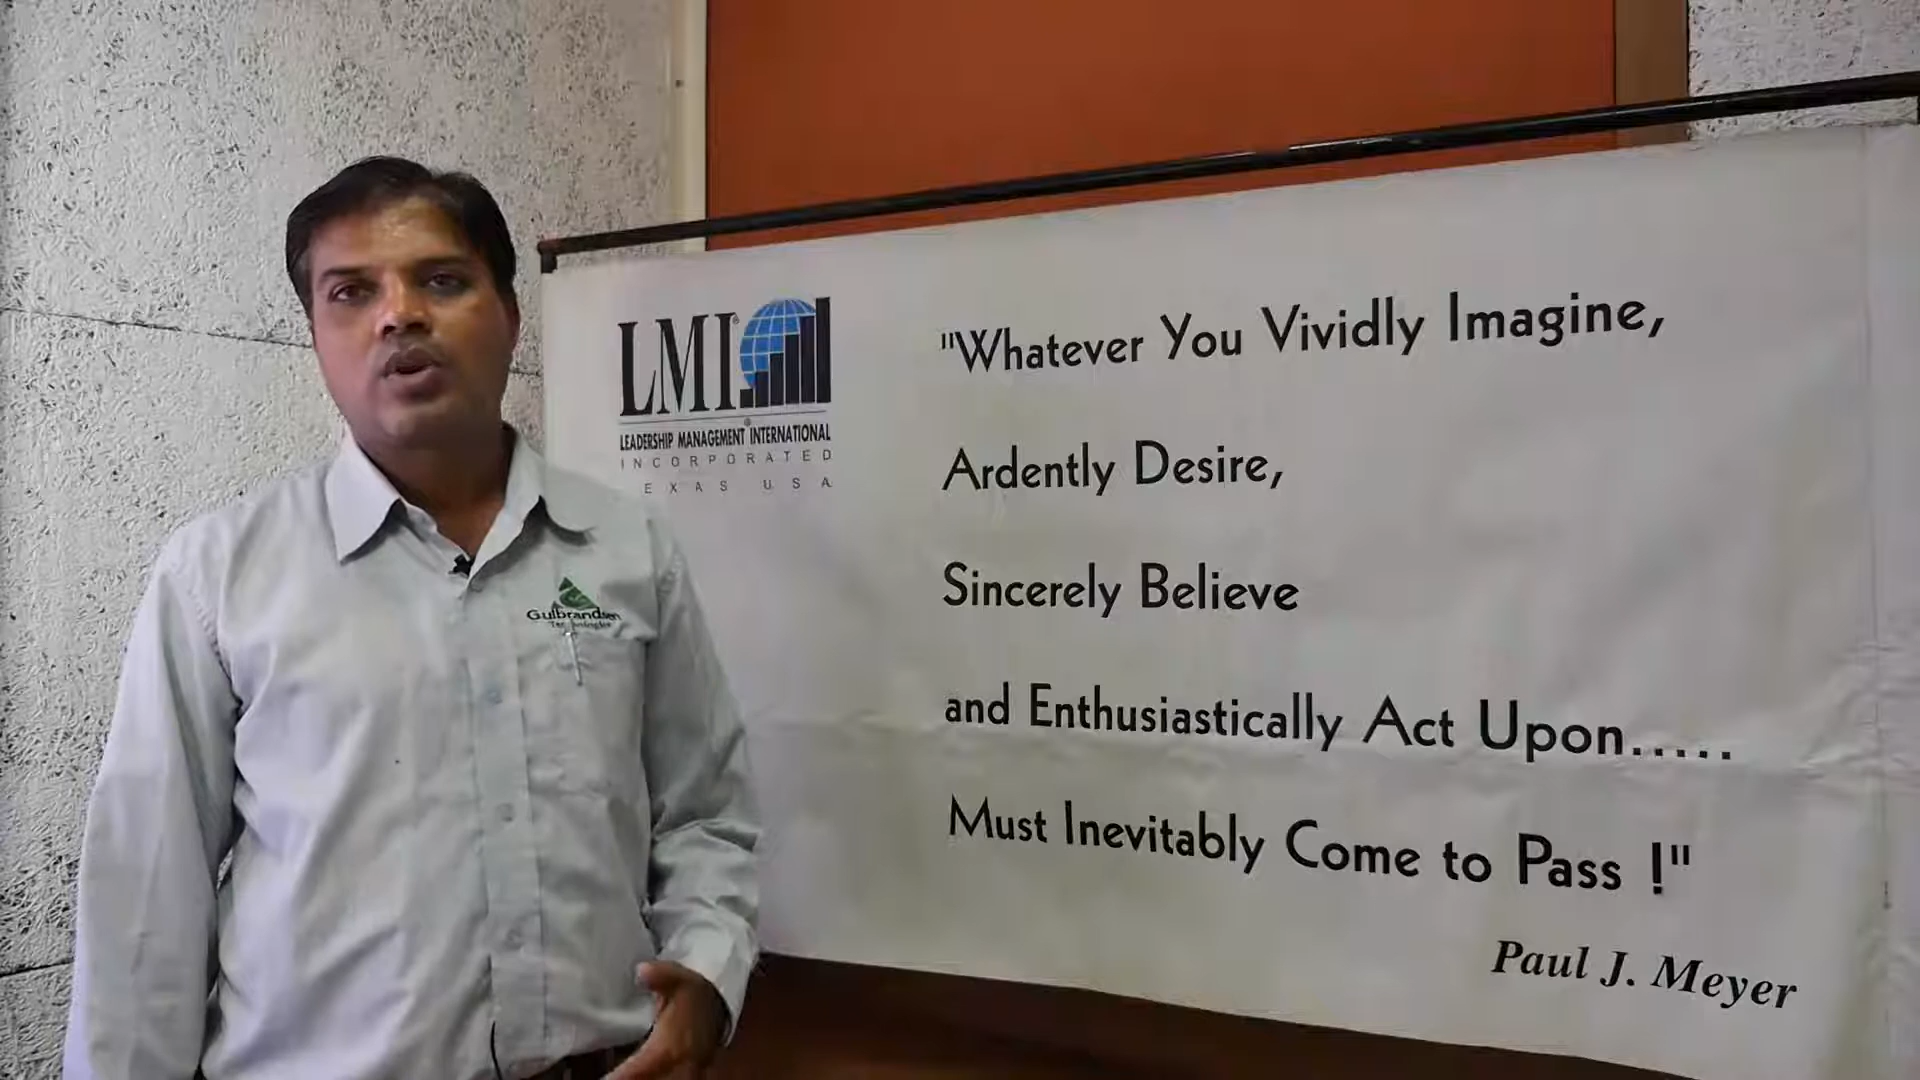 LMI®
LEADERSHIP MANAGEMENT® INTERNATIONAL
INCORPORATED
EXAS USA
"Whatever You Vividly Imagine,
Ardently Desire,
Sincerely Believe
and Enthusiastically Act Upon.....
Must Inevitably Come to Pass !"
Paul J. Meyer
Gulbrandsen
Technologies